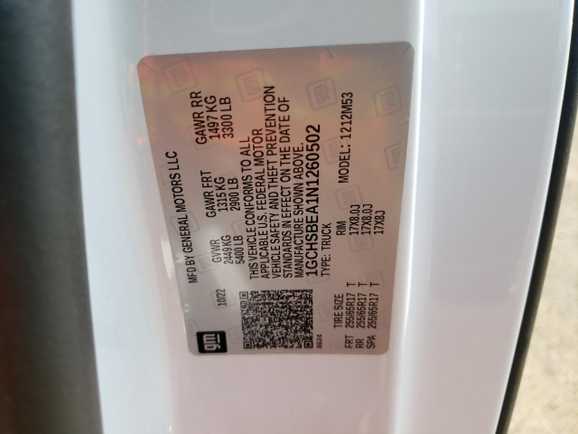 MFD BY GENERAL MOTORS LLC
10/22
GVWR
2449 KG
5400 LB
GAWR FRT
1315 KG
2900 LB
GAWR RR
1497 KG
3300 LB
THIS VEHICLE CONFORMS TO ALL
APPLICABLE U.S. FEDERAL MOTOR
VEHICLE SAFETY AND THEFT PREVENTION
STANDARDS IN EFFECT ON THE DATE OF
MANUFACTURE SHOWN ABOVE.
1GCHSBEA1N1260502
TYPE: TRUCK MODEL: 1212M53
gm
TIRE SIZE RIM
FRT 255/65R17 T 17X8.0J
RR 255/65R17 T 17X8.0J
SPA 255/65R17 T 17X8J